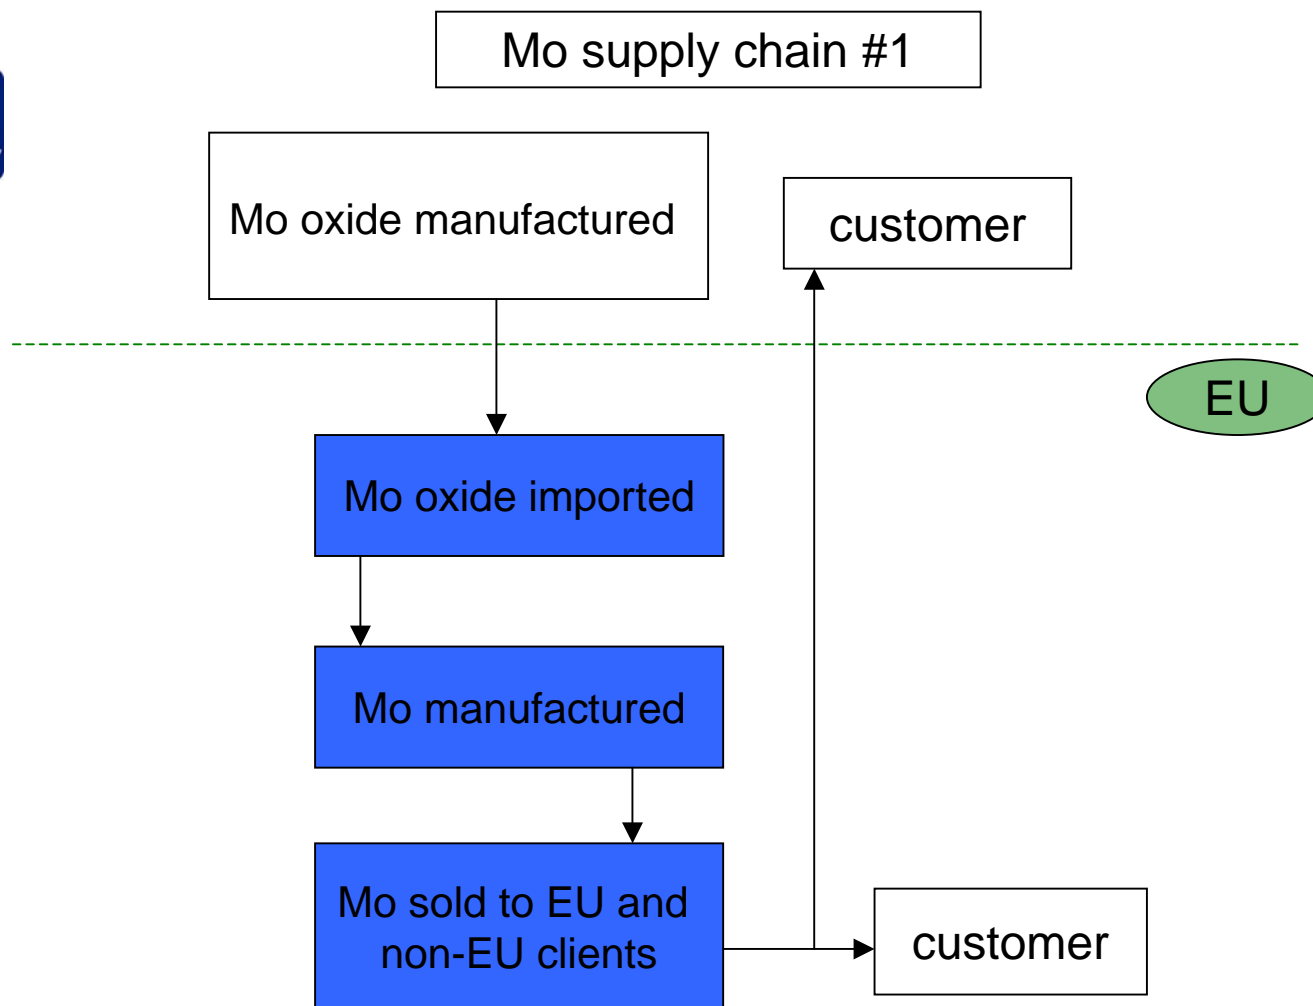 Mo supply chain #1
Mo oxide manufactured
customer
EU
Mo oxide imported
Mo manufactured
Mo sold to EU and
non-EU clients
customer